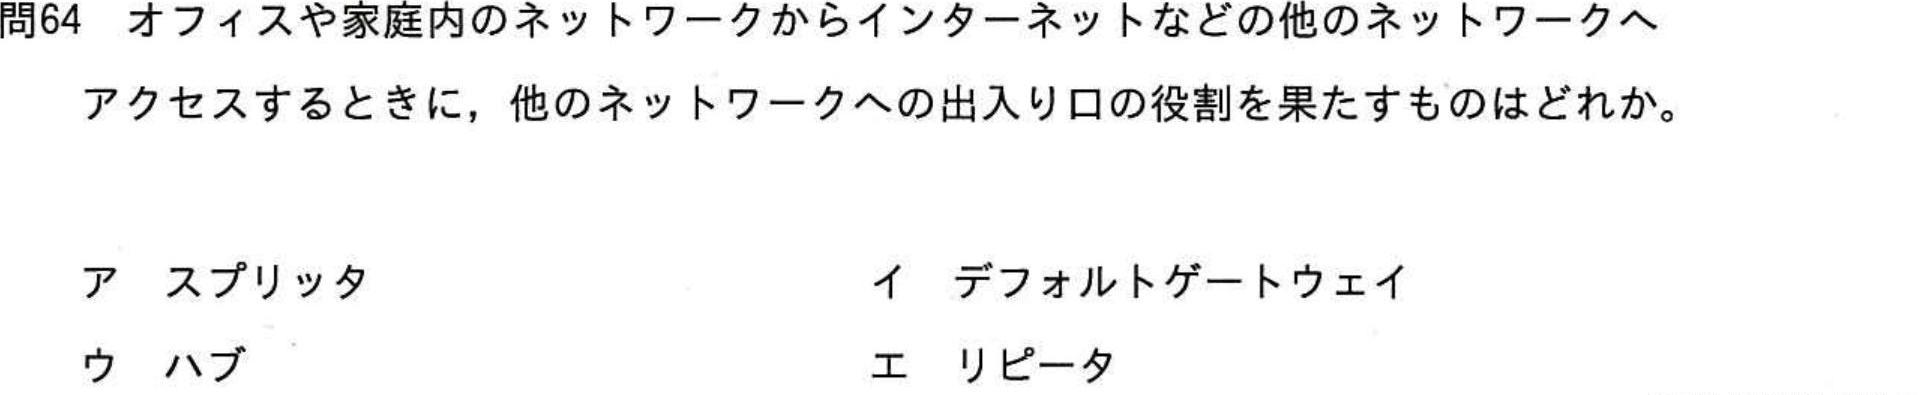 問64　オフィスや家庭内のネットワークからインターネットなどの他のネットワークへ
アクセスするときに，他のネットワークへの出入り口の役割を果たすものはどれか。
ア　スプリッタ　イ　デフォルトゲートウェイ
ウ　ハブ　エ　リピータ